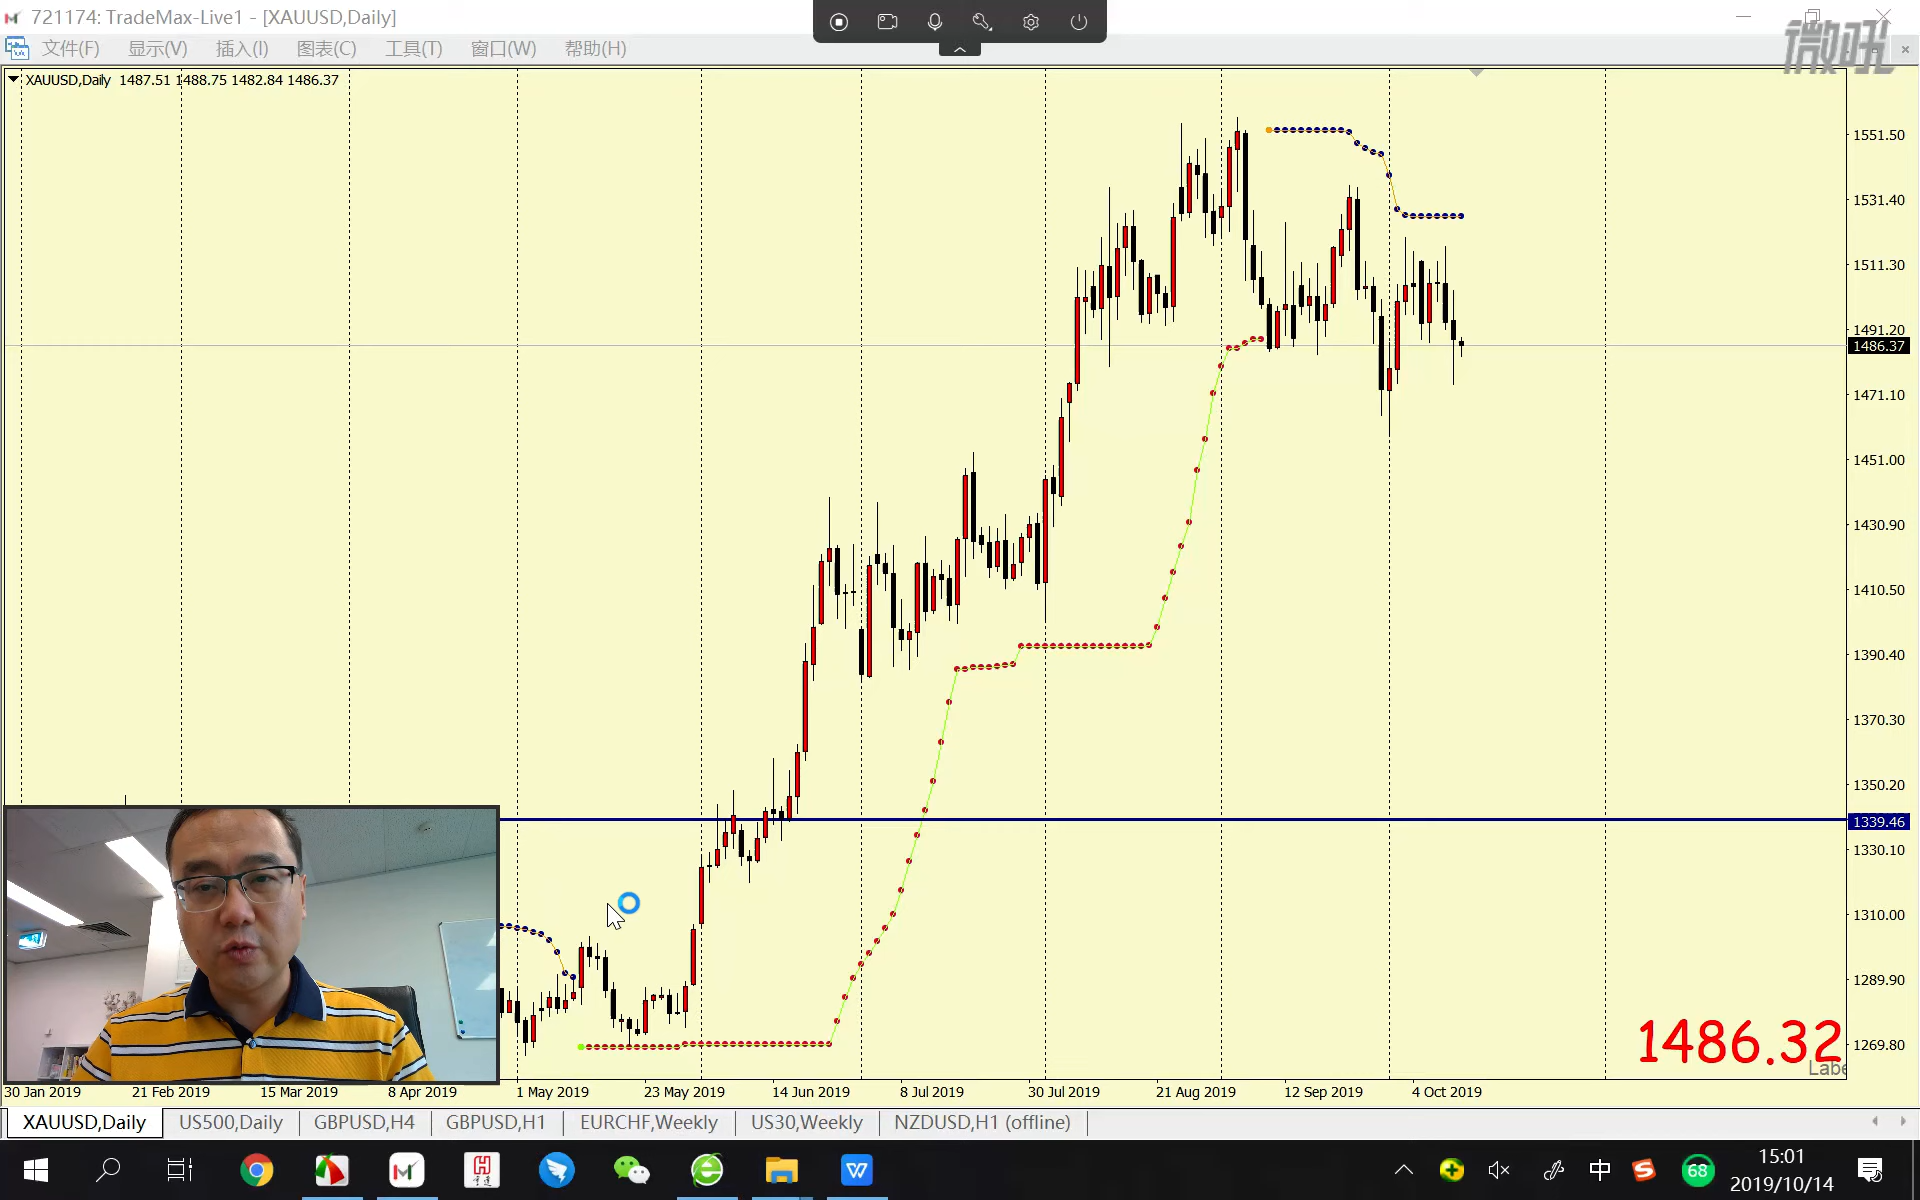 721174: TradeMax-Live1 - [XAUUSD,Daily]
微吼
文件(F) 显示(V) 插入(I) 图表(C) 工具(T) 窗口(W) 帮助(H)
XAUUSD,Daily 1487.51 1488.75 1482.84 1486.37
1551.50
1531.40
1511.30
1491.20
1486.37
1471.10
1451.00
1430.90
1410.50
1390.40
1370.30
1350.20
1339.46
1330.10
1310.00
1289.90
1269.80
1486.32
Labe
30 Jan 2019 21 Feb 2019 15 Mar 2019 8 Apr 2019 1 May 2019 23 May 2019 14 Jun 2019 8 Jul 2019 30 Jul 2019 21 Aug 2019 12 Sep 2019 4 Oct 2019
XAUUSD,Daily US500,Daily GBPUSD,H4 GBPUSD,H1 EURCHF,Weekly US30,Weekly NZDUSD,H1 (offline)
中 68
15:01
2019/10/14